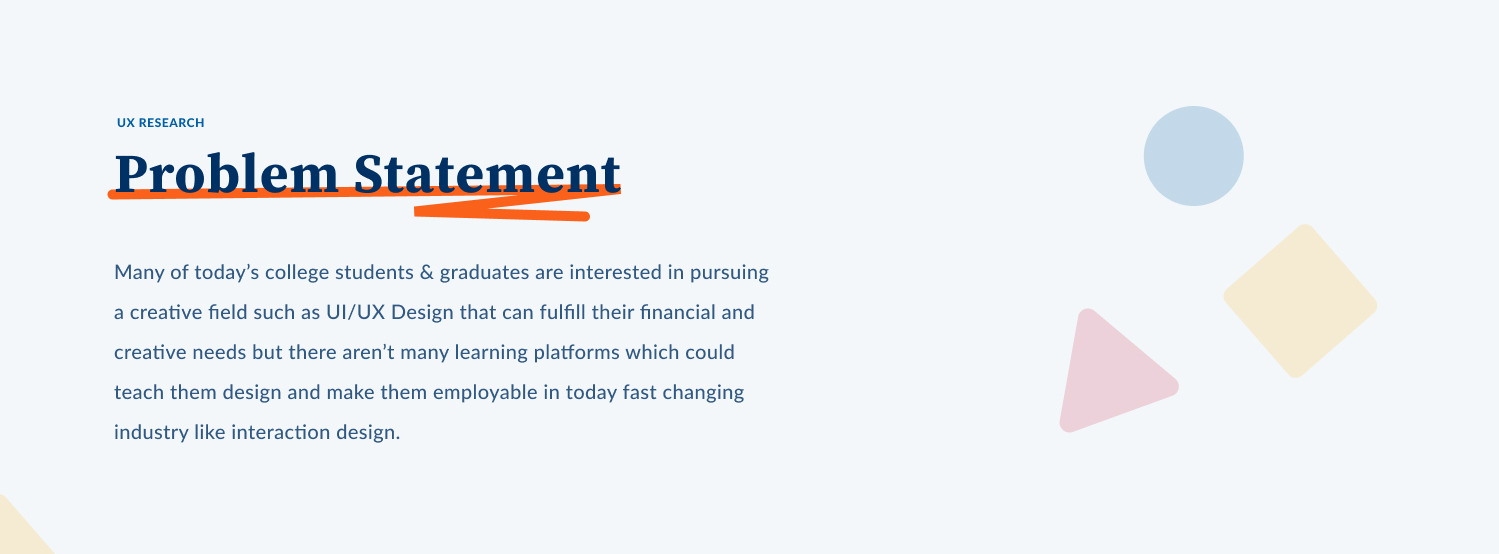 UX RESEARCH
Problem Statement
Many of today’s college students & graduates are interested in pursuing
a creative field such as UI/UX Design that can fulfill their financial and
creative needs but there aren’t many learning platforms which could
teach them design and make them employable in today fast changing
industry like interaction design.